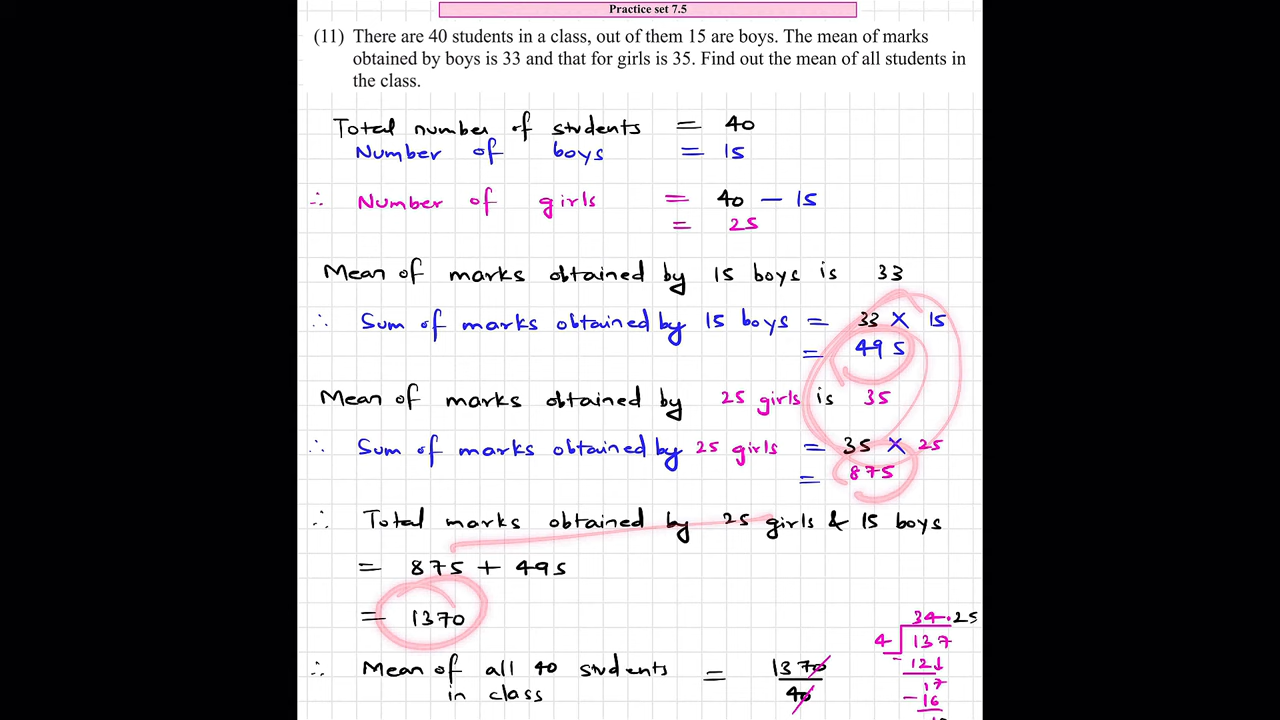 Practice set 7.5
(11) There are 40 students in a class, out of them 15 are boys. The mean of marks
obtained by boys is 33 and that for girls is 35. Find out the mean of all students in
the class.
Total number of students = 40
Number of boys = 15
∴ Number of girls = 40 - 15
= 25
Mean of marks obtained by 15 boys is 33
∴ Sum of marks obtained by 15 boys = 33 × 15
= 495
Mean of marks obtained by 25 girls is 35
∴ Sum of marks obtained by 25 girls = 35 × 25
= 875
∴ Total marks obtained by 25 girls & 15 boys
= 875 + 495
= 1370
∴ Mean of all 40 students = 1370
in class 40
34.25
4 137
- 12↓
17
- 16